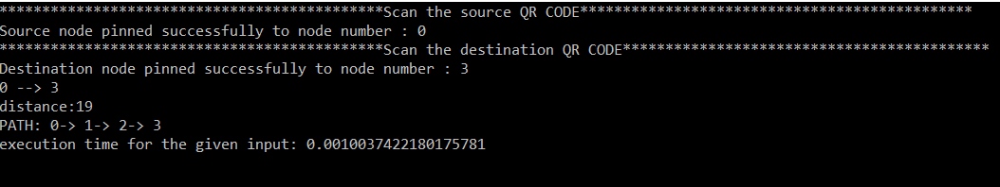 *********************************************Scan the source QR CODE**********************************************
Source node pinned successfully to node number : 0
*********************************************Scan the destination QR CODE*******************************************
Destination node pinned successfully to node number : 3
0 --> 3
distance:19
PATH: 0-> 1-> 2-> 3
execution time for the given input: 0.0010037422180175781